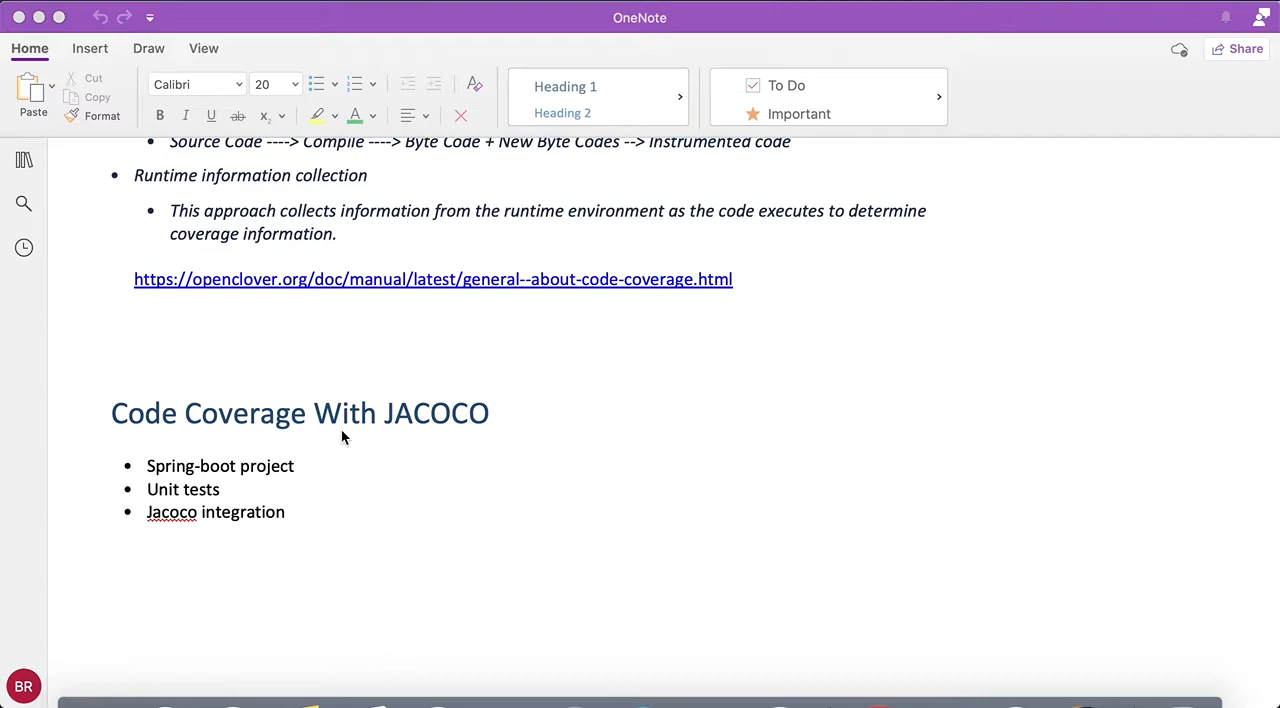 OneNote
Home Insert Draw View
Share
Paste
Cut
Copy
Format
Calibri 20
B I U ab x₂ A
Heading 1
Heading 2
To Do
Important
• Source Code ----> Compile ----> Byte Code + New Byte Codes --> Instrumented code
• Runtime information collection
• This approach collects information from the runtime environment as the code executes to determine
coverage information.
https://openclover.org/doc/manual/latest/general--about-code-coverage.html
Code Coverage With JACOCO
• Spring-boot project
• Unit tests
• Jacoco integration
BR